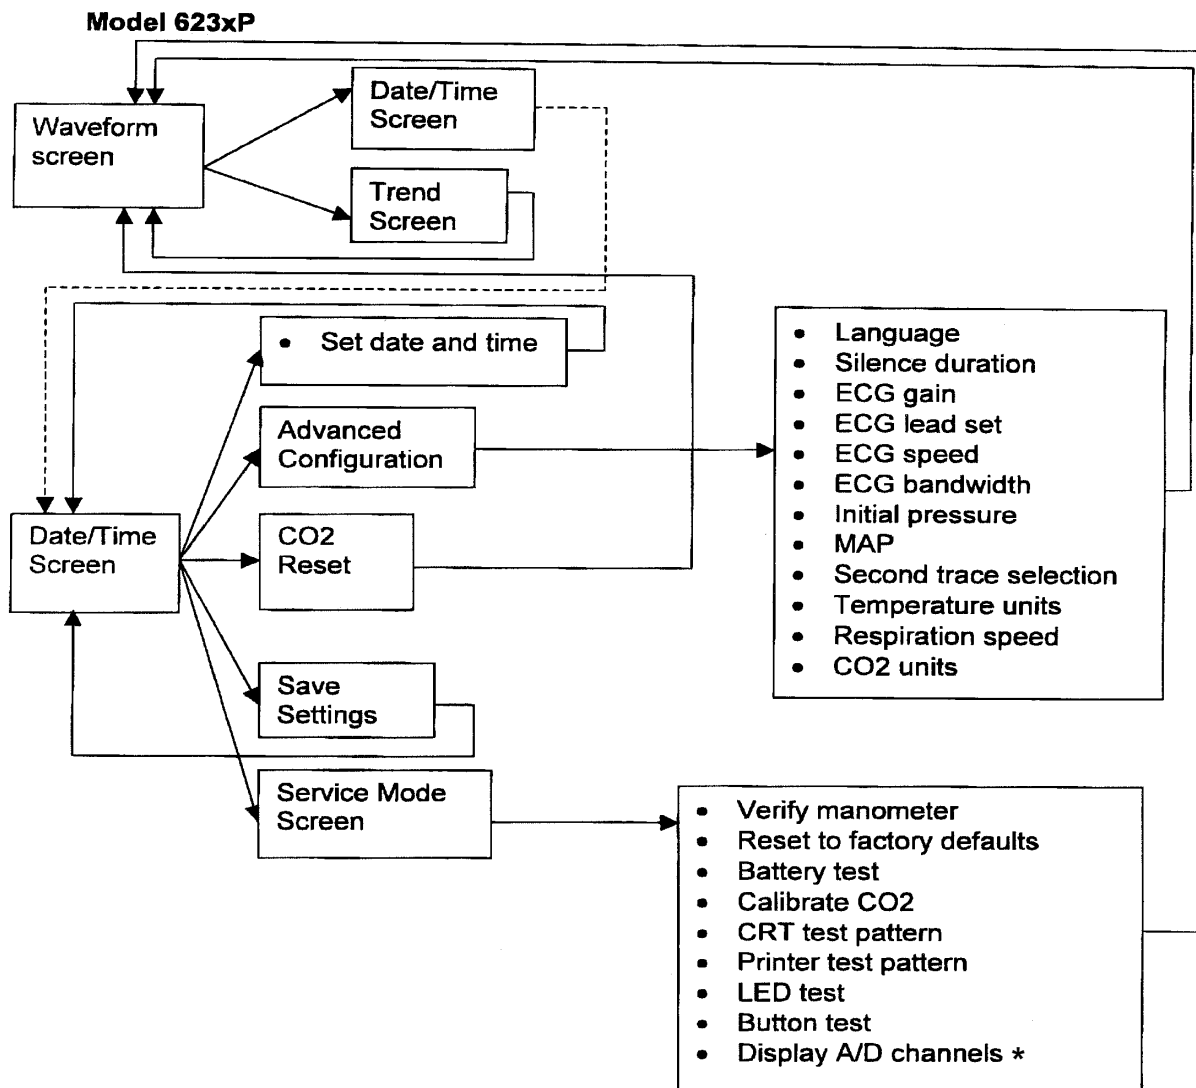 Model 623xP
Waveform
screen
Date/Time
Screen
Trend
Screen
• Set date and time
Advanced
Configuration
CO2
Reset
Date/Time
Screen
Save
Settings
Service Mode
Screen
• Language
• Silence duration
• ECG gain
• ECG lead set
• ECG speed
• ECG bandwidth
• Initial pressure
• MAP
• Second trace selection
• Temperature units
• Respiration speed
• CO2 units
• Verify manometer
• Reset to factory defaults
• Battery test
• Calibrate CO2
• CRT test pattern
• Printer test pattern
• LED test
• Button test
• Display A/D channels *